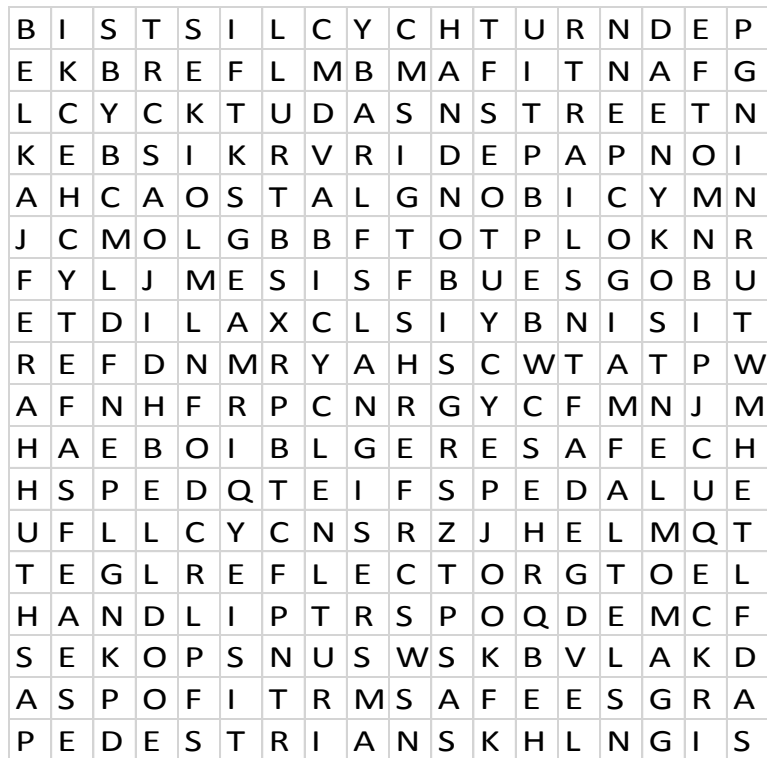 B I S T S I L C Y C H T U R N D E P
E K B R E F L M B M A F I T N A F G
L C Y C K T U D A S N S T R E E T N
K E B S I K R V R I D E P A P N O I
A H C A O S T A L G N O B I C Y M N
J C M O L G B B F T O T P L O K N R
F Y L J M E S I S F B U E S G O B U
E T D I L A X C L S I Y B N I S I T
R E F D N M R Y A H S C W T A T P W
A F N H F R P C N R G Y C F M N J M
H A E B O I B L G E R E S A F E C H
H S P E D Q T E I F S P E D A L U E
U F L L C Y C N S R Z J H E L M Q T
T E G L R E F L E C T O R G T O E L
H A N D L I P T R S P O Q D E M C F
S E K O P S N U S W S K B V L A K D
A S P O F I T R M S A F E E S G R A
P E D E S T R I A N S K H L N G I S